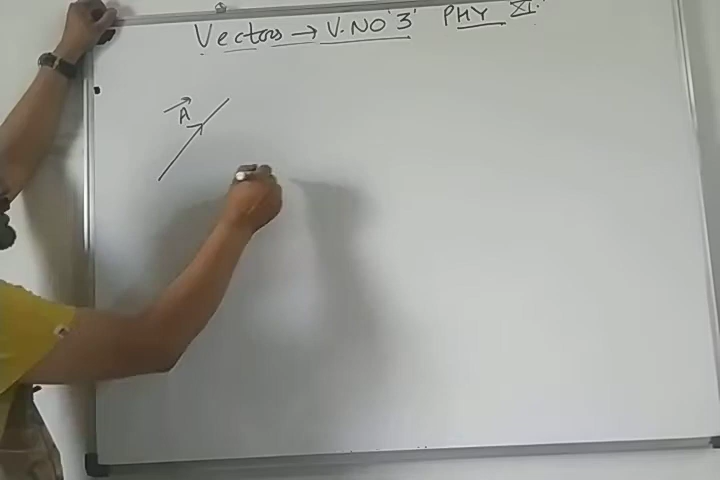 Vectors → V.NO '3' PHY XI.
A